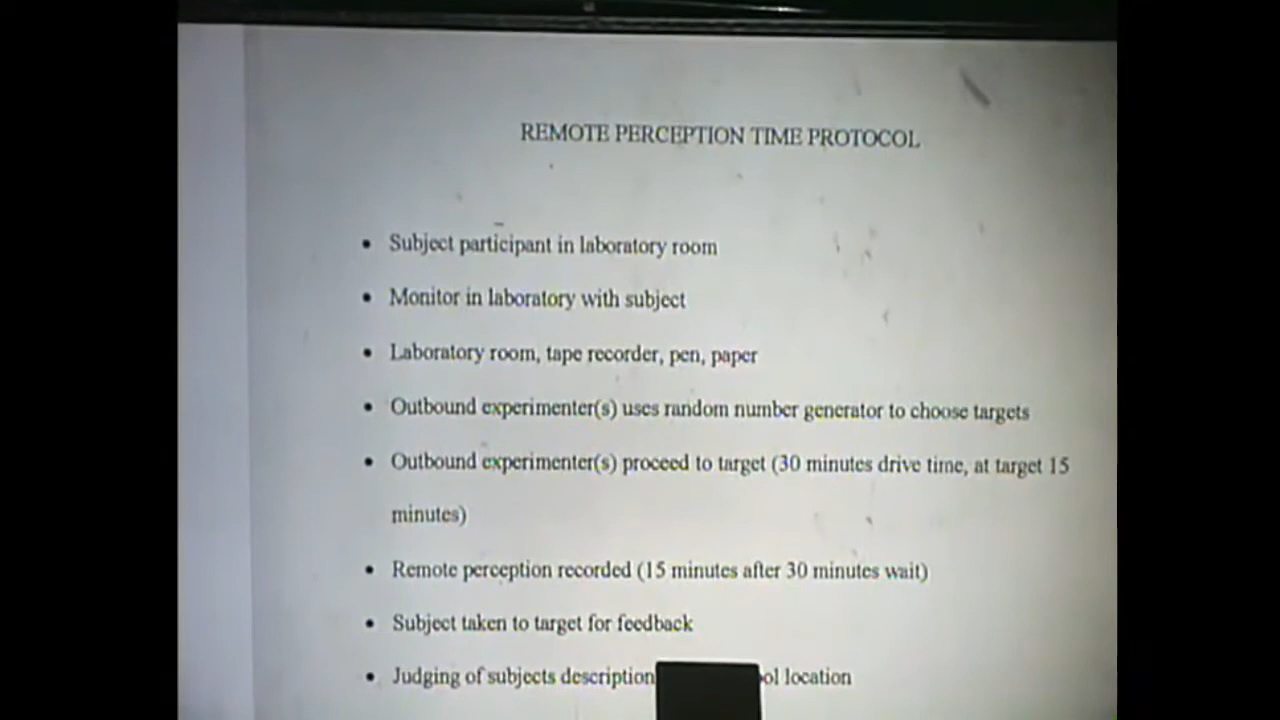 REMOTE PERCEPTION TIME PROTOCOL
• Subject participant in laboratory room
• Monitor in laboratory with subject
• Laboratory room, tape recorder, pen, paper
• Outbound experimenter(s) uses random number generator to choose targets
• Outbound experimenter(s) proceed to target (30 minutes drive time, at target 15
minutes)
• Remote perception recorded (15 minutes after 30 minutes wait)
• Subject taken to target for feedback
• Judging of subjects description location